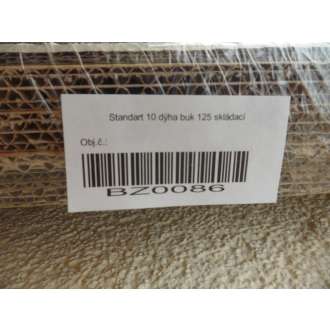 Standart 10 dýha buk 125 skládací
Obj.č.:
BZ0086